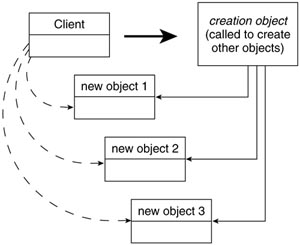 Client
creation object
(called to create
other objects)
new object 1
new object 2
new object 3